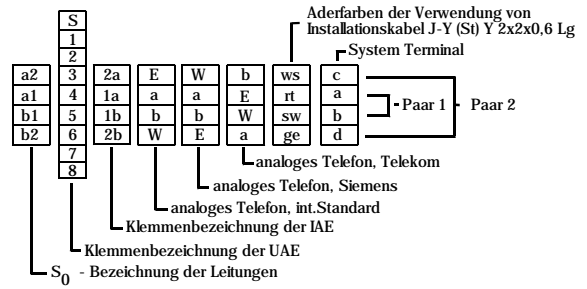 Aderfarben der Verwendung von
Installationskabel J-Y (St) Y 2x2x0,6 Lg
System Terminal
S
1
2
a2 3 2a E W b ws c
a1 4 1a a a E rt a
b1 5 1b b b W sw b
b2 6 2b W E a ge d
7
8
Paar 1 Paar 2
analoges Telefon, Telekom
analoges Telefon, Siemens
analoges Telefon, int.Standard
Klemmenbezeichnung der IAE
Klemmenbezeichnung der UAE
S0 - Bezeichnung der Leitungen